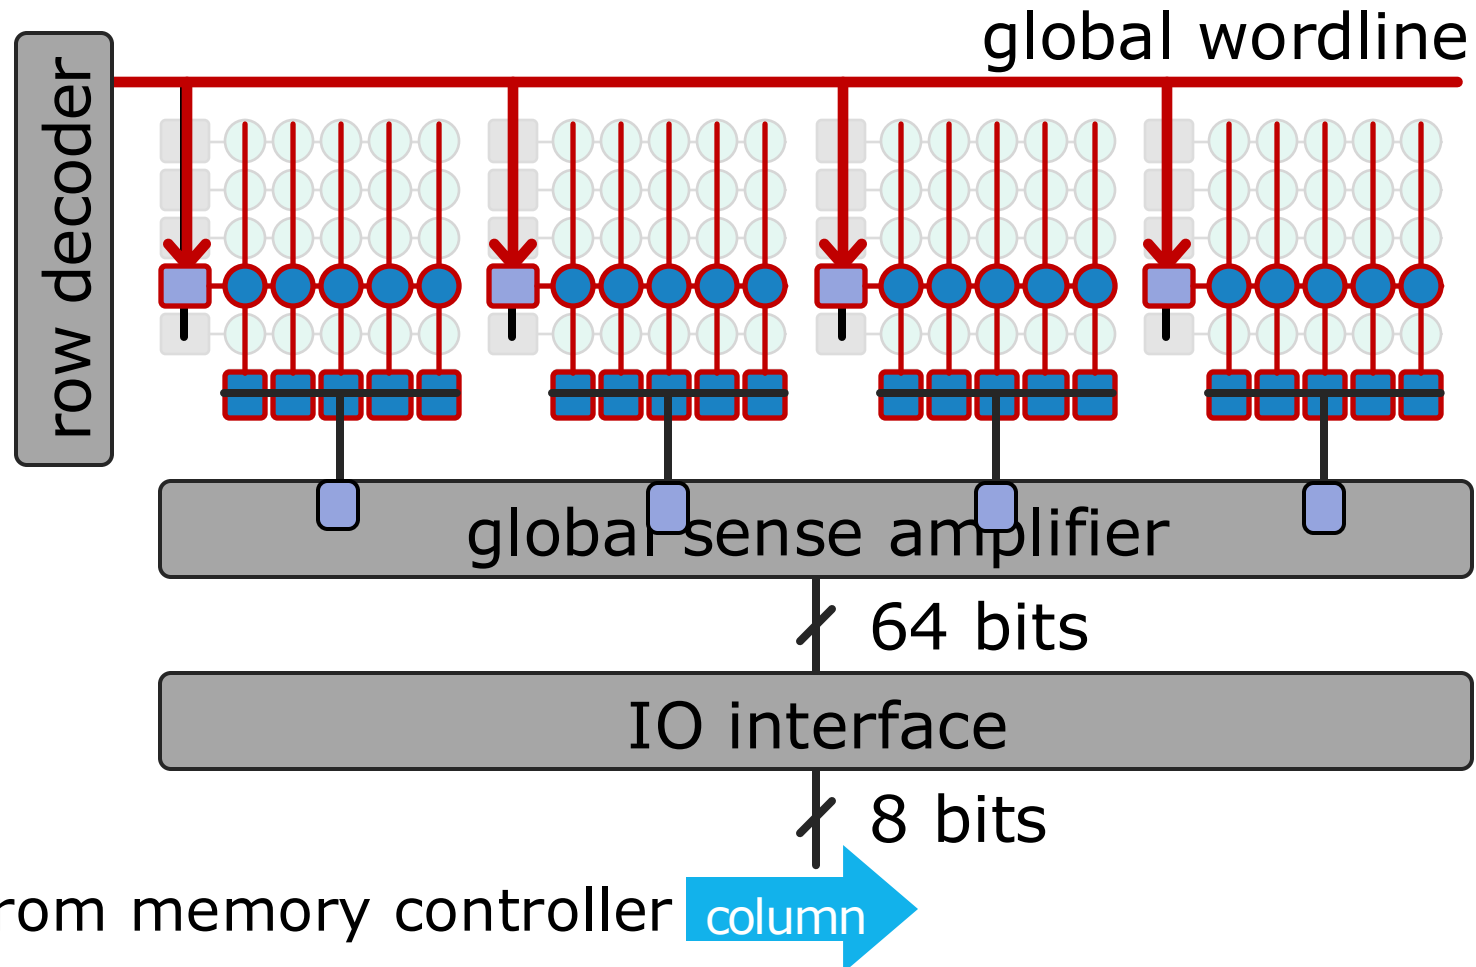 global wordline
row decoder
global sense amplifier
64 bits
IO interface
8 bits
rom memory controller
column